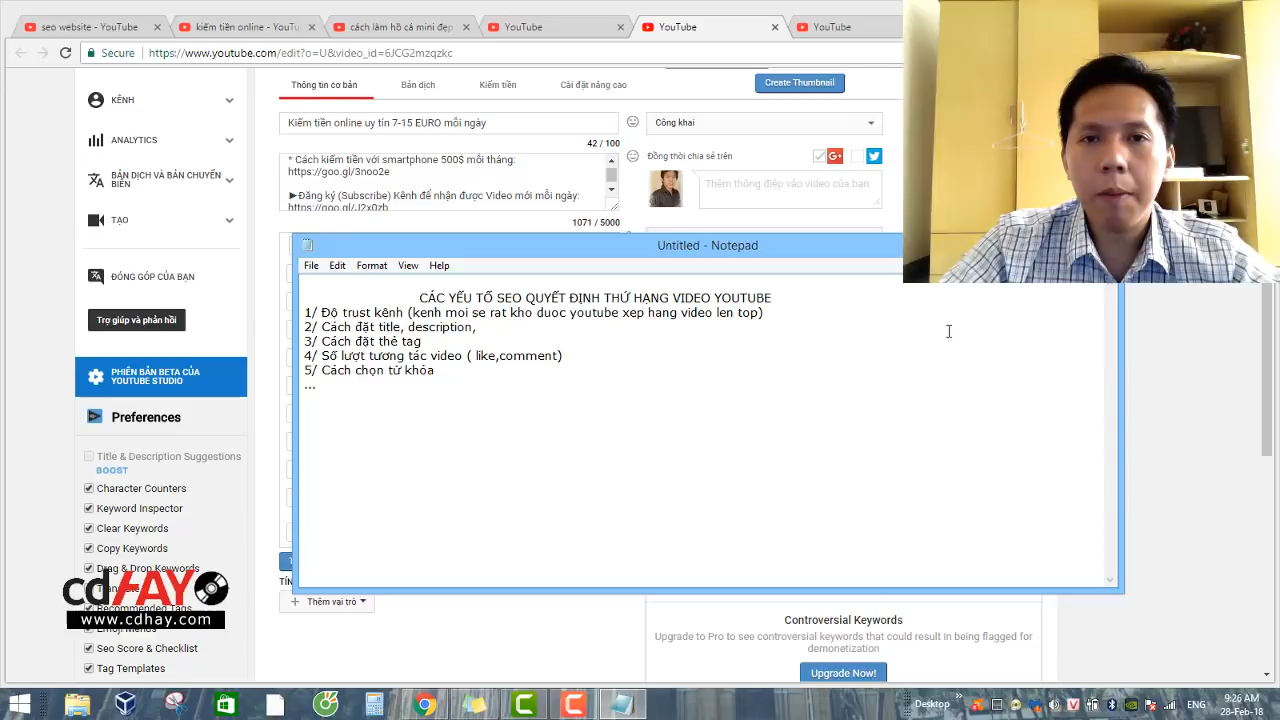 seo website - YouTube
kiếm tiền online - YouTu
cách làm hồ cá mini đẹp
YouTube
YouTube
YouTube
Secure
https://www.youtube.com/edit?o=U&video_id=6JCG2mzqzkc
KÊNH
ANALYTICS
BẢN DỊCH VÀ BẢN CHUYỂN
BIÊN
TẠO
ĐÓNG GÓP CỦA BẠN
Trợ giúp và phản hồi
PHIÊN BẢN BETA CỦA
YOUTUBE STUDIO
Preferences
Title & Description Suggestions
BOOST
Character Counters
Keyword Inspector
Clear Keywords
Copy Keywords
Drag & Drop Keywords
Recommended Tags
Emoji Menus
Seo Score & Checklist
Tag Templates
cdHAY
www.cdhay.com
Thông tin cơ bản
Bản dịch
Kiếm tiền
Cài đặt nâng cao
Create Thumbnail
Kiếm tiền online uy tín 7-15 EURO mỗi ngày
42 / 100
* Cách kiếm tiền với smartphone 500$ mỗi tháng:
https://goo.gl/3noo2e
►Đăng ký (Subscribe) Kênh để nhận được Video mới mỗi ngày:
https://goo.gl/J2x0zb
1071 / 5000
Công khai
Đồng thời chia sẻ trên
G+
Thêm thông điệp vào video của bạn
Untitled - Notepad
File
Edit
Format
View
Help
CÁC YẾU TỐ SEO QUYẾT ĐỊNH THỨ HẠNG VIDEO YOUTUBE
1/ Độ trust kênh (kenh moi se rat kho duoc youtube xep hang video len top)
2/ Cách đặt title, description,
3/ Cách đặt thẻ tag
4/ Số lượt tương tác video ( like,comment)
5/ Cách chọn từ khóa
...
Thêm vai trò
Controversial Keywords
Upgrade to Pro to see controversial keywords that could result in being flagged for
demonetization
Upgrade Now!
Desktop
ENG
9:26 AM
28-Feb-18